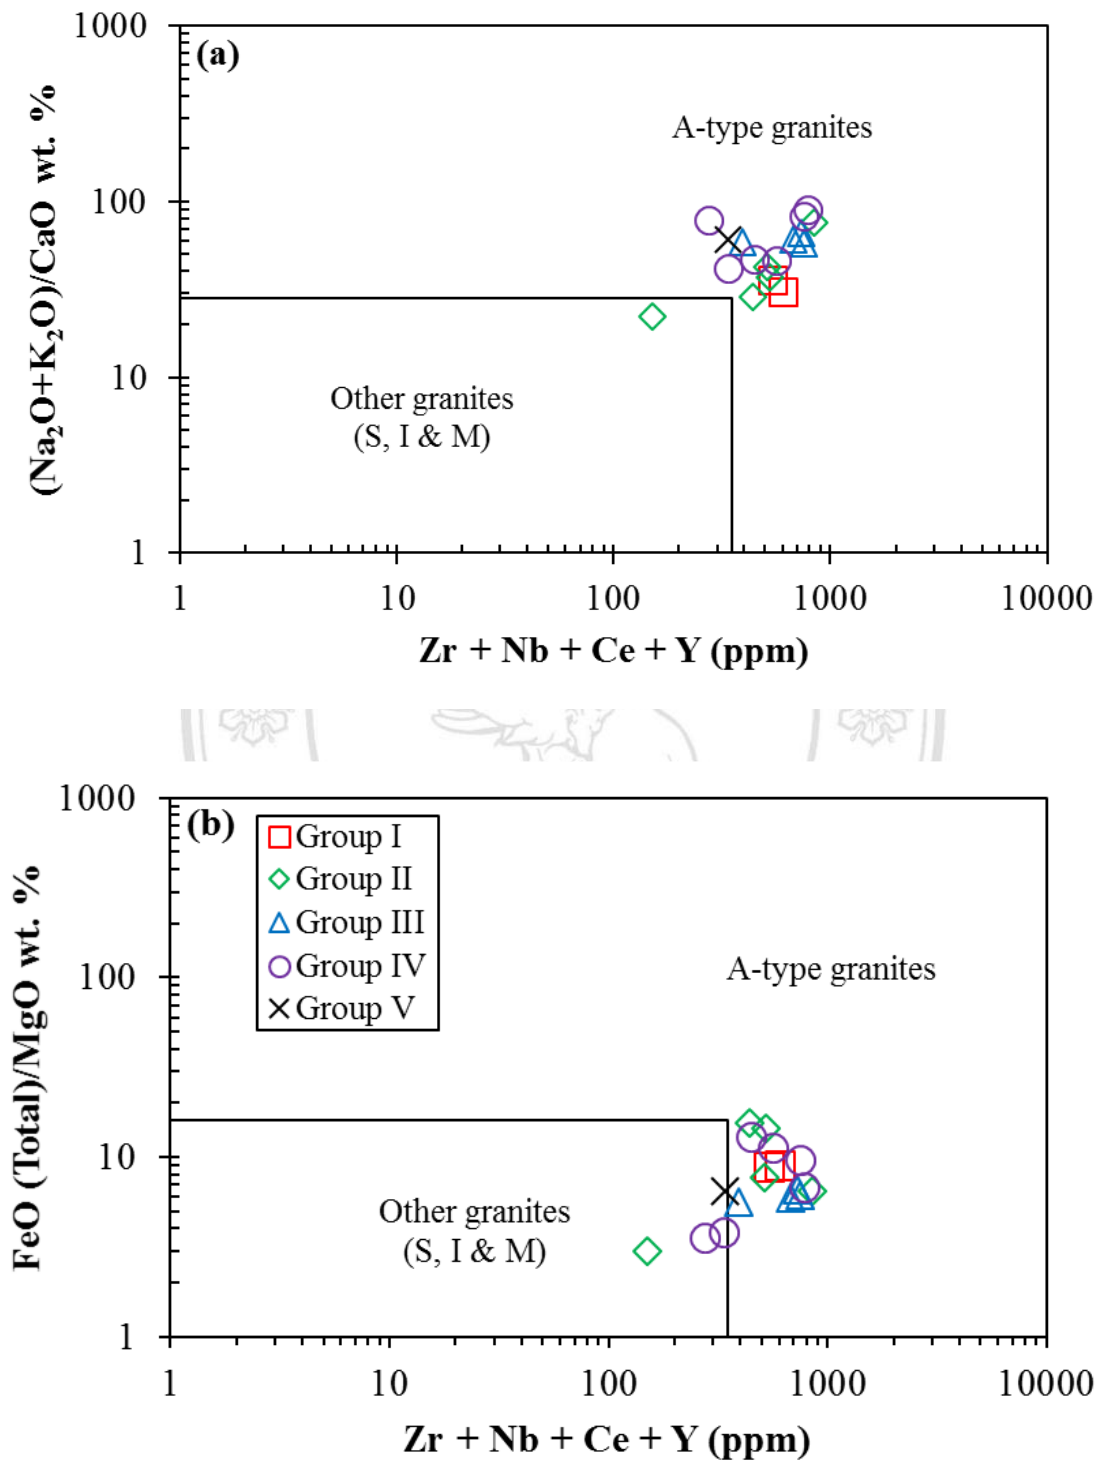 (a)
1000
100
10
1
(Na₂O+K₂O)/CaO wt. %
A-type granites
Other granites
(S, I & M)
1 10 100 1000 10000
Zr + Nb + Ce + Y (ppm)
(b)
1000
100
10
1
FeO (Total)/MgO wt. %
Group I
Group II
Group III
Group IV
Group V
A-type granites
Other granites
(S, I & M)
1 10 100 1000 10000
Zr + Nb + Ce + Y (ppm)